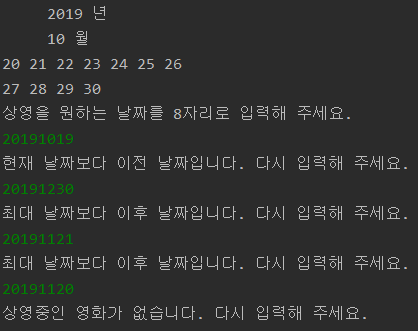 2019 년
10 월
20 21 22 23 24 25 26
27 28 29 30
상영을 원하는 날짜를 8자리로 입력해 주세요.
20191019
현재 날짜보다 이전 날짜입니다. 다시 입력해 주세요.
20191230
최대 날짜보다 이후 날짜입니다. 다시 입력해 주세요.
20191121
최대 날짜보다 이후 날짜입니다. 다시 입력해 주세요.
20191120
상영중인 영화가 없습니다. 다시 입력해 주세요.